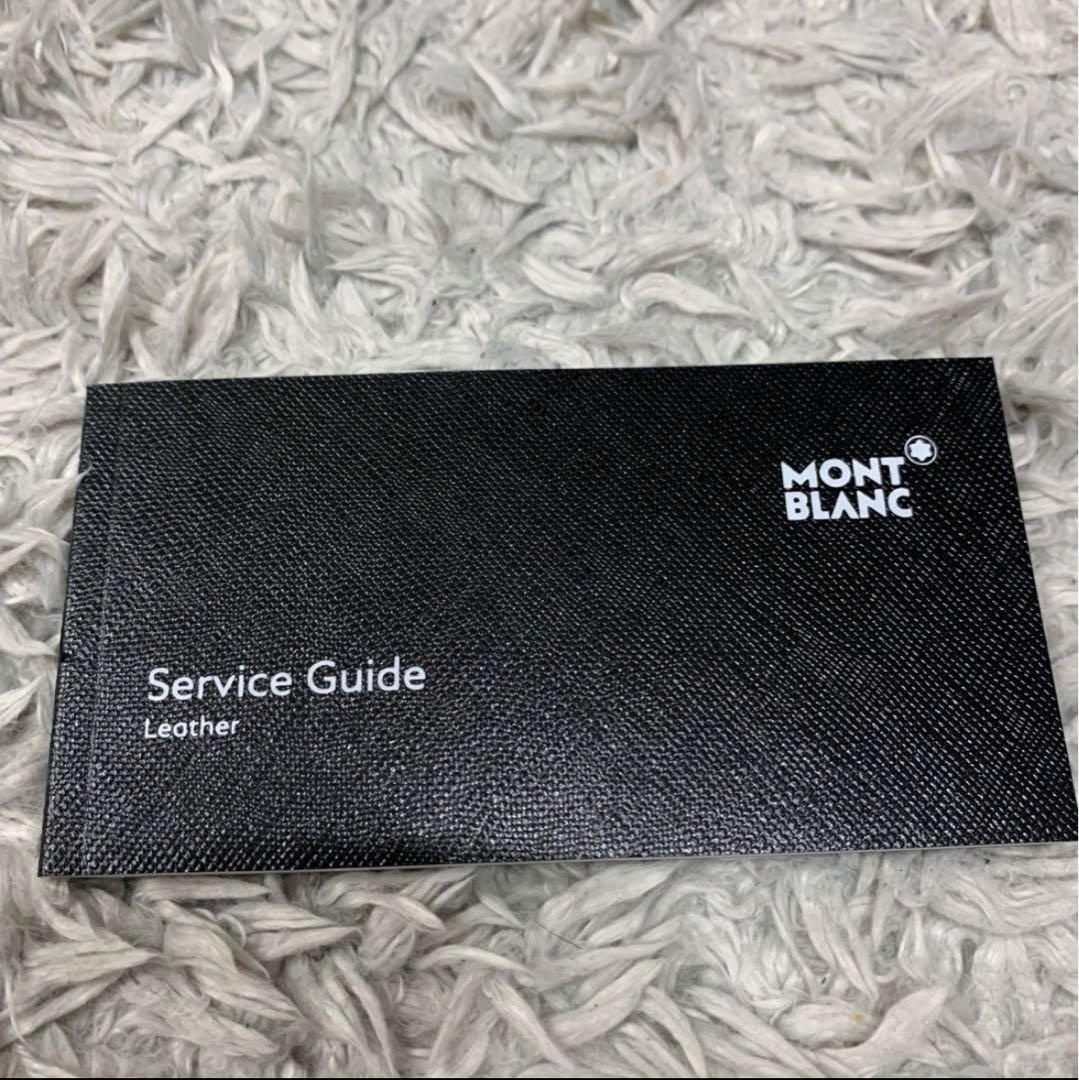 MONT
BLANC
Service Guide
Leather